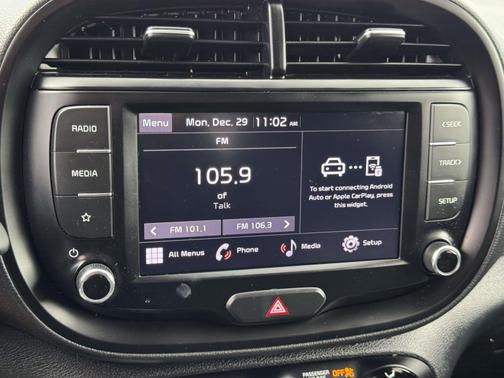 RADIO
MEDIA
Menu Mon, Dec. 29 11:02 AM
FM
105.9
of
Talk
FM 101.1 FM 106.3
To start connecting Android
Auto or Apple CarPlay, press
this widget.
All Menus Phone Media Setup
< SEEK
TRACK >
SETUP
PASSENGER
OFF